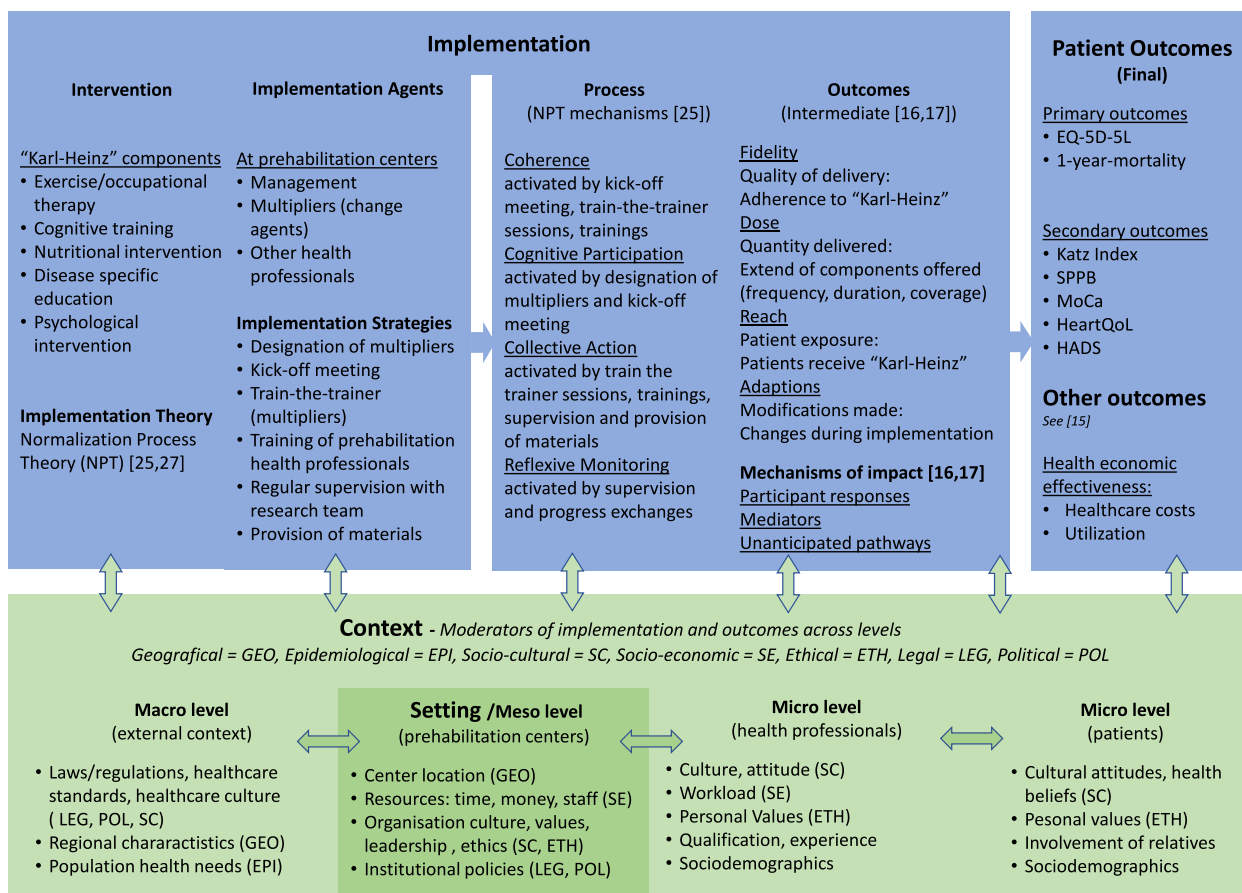 Implementation
Intervention
“Karl-Heinz” components
• Exercise/occupational
therapy
• Cognitive training
• Nutritional intervention
• Disease specific
education
• Psychological
intervention
Implementation Theory
Normalization Process
Theory (NPT) [25,27]
Implementation Agents
At prehabilitation centers
• Management
• Multipliers (change
agents)
• Other health
professionals
Implementation Strategies
• Designation of multipliers
• Kick-off meeting
• Train-the-trainer
(multipliers)
• Training of prehabilitation
health professionals
• Regular supervision with
research team
• Provision of materials
Process
(NPT mechanisms [25])
Coherence
activated by kick-off
meeting, train-the-trainer
sessions, trainings
Cognitive Participation
activated by designation of
multipliers and kick-off
meeting
Collective Action
activated by train the
trainer sessions, trainings,
supervision and provision
of materials
Reflexive Monitoring
activated by supervision
and progress exchanges
Outcomes
(Intermediate [16,17])
Fidelity
Quality of delivery:
Adherence to “Karl-Heinz”
Dose
Quantity delivered:
Extend of components offered
(frequency, duration, coverage)
Reach
Patient exposure:
Patients receive “Karl-Heinz”
Adaptions
Modifications made:
Changes during implementation
Mechanisms of impact [16,17]
Participant responses
Mediators
Unanticipated pathways
Patient Outcomes
(Final)
Primary outcomes
• EQ-5D-5L
• 1-year-mortality
Secondary outcomes
• Katz Index
• SPPB
• MoCa
• HeartQoL
• HADS
Other outcomes
See [15]
Health economic
effectiveness:
• Healthcare costs
• Utilization
Context - Moderators of implementation and outcomes across levels
Geografical = GEO, Epidemiological = EPI, Socio-cultural = SC, Socio-economic = SE, Ethical = ETH, Legal = LEG, Political = POL
Macro level
(external context)
• Laws/regulations, healthcare
standards, healthcare culture
( LEG, POL, SC)
• Regional chararactistics (GEO)
• Population health needs (EPI)
Setting /Meso level
(prehabilitation centers)
• Center location (GEO)
• Resources: time, money, staff (SE)
• Organisation culture, values,
leadership , ethics (SC, ETH)
• Institutional policies (LEG, POL)
Micro level
(health professionals)
• Culture, attitude (SC)
• Workload (SE)
• Personal Values (ETH)
• Qualification, experience
• Sociodemographics
Micro level
(patients)
• Cultural attitudes, health
beliefs (SC)
• Pesonal values (ETH)
• Involvement of relatives
• Sociodemographics